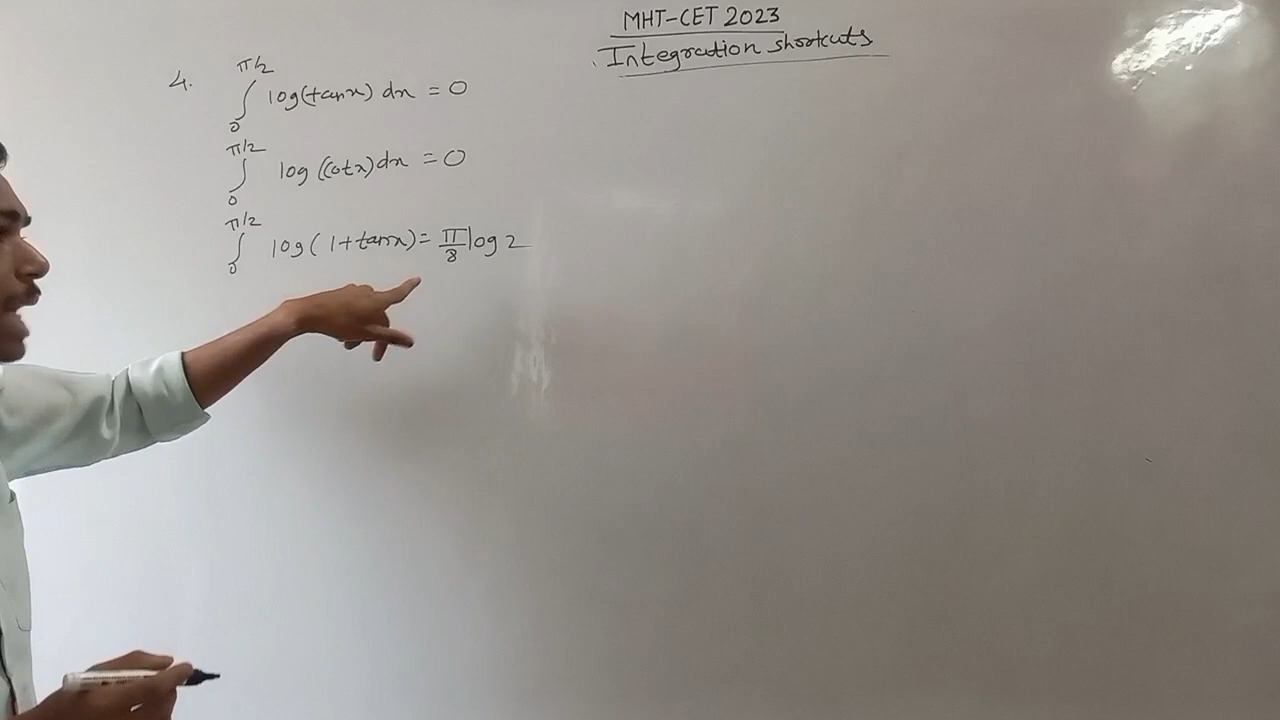 MHT-CET 2023
Integration shortcuts
4. ∫₀^π/2 log(tanx) dx = 0
∫₀^π/2 log(cotx)dx = 0
∫₀^π/2 log(1+tanx)= π/8 log 2